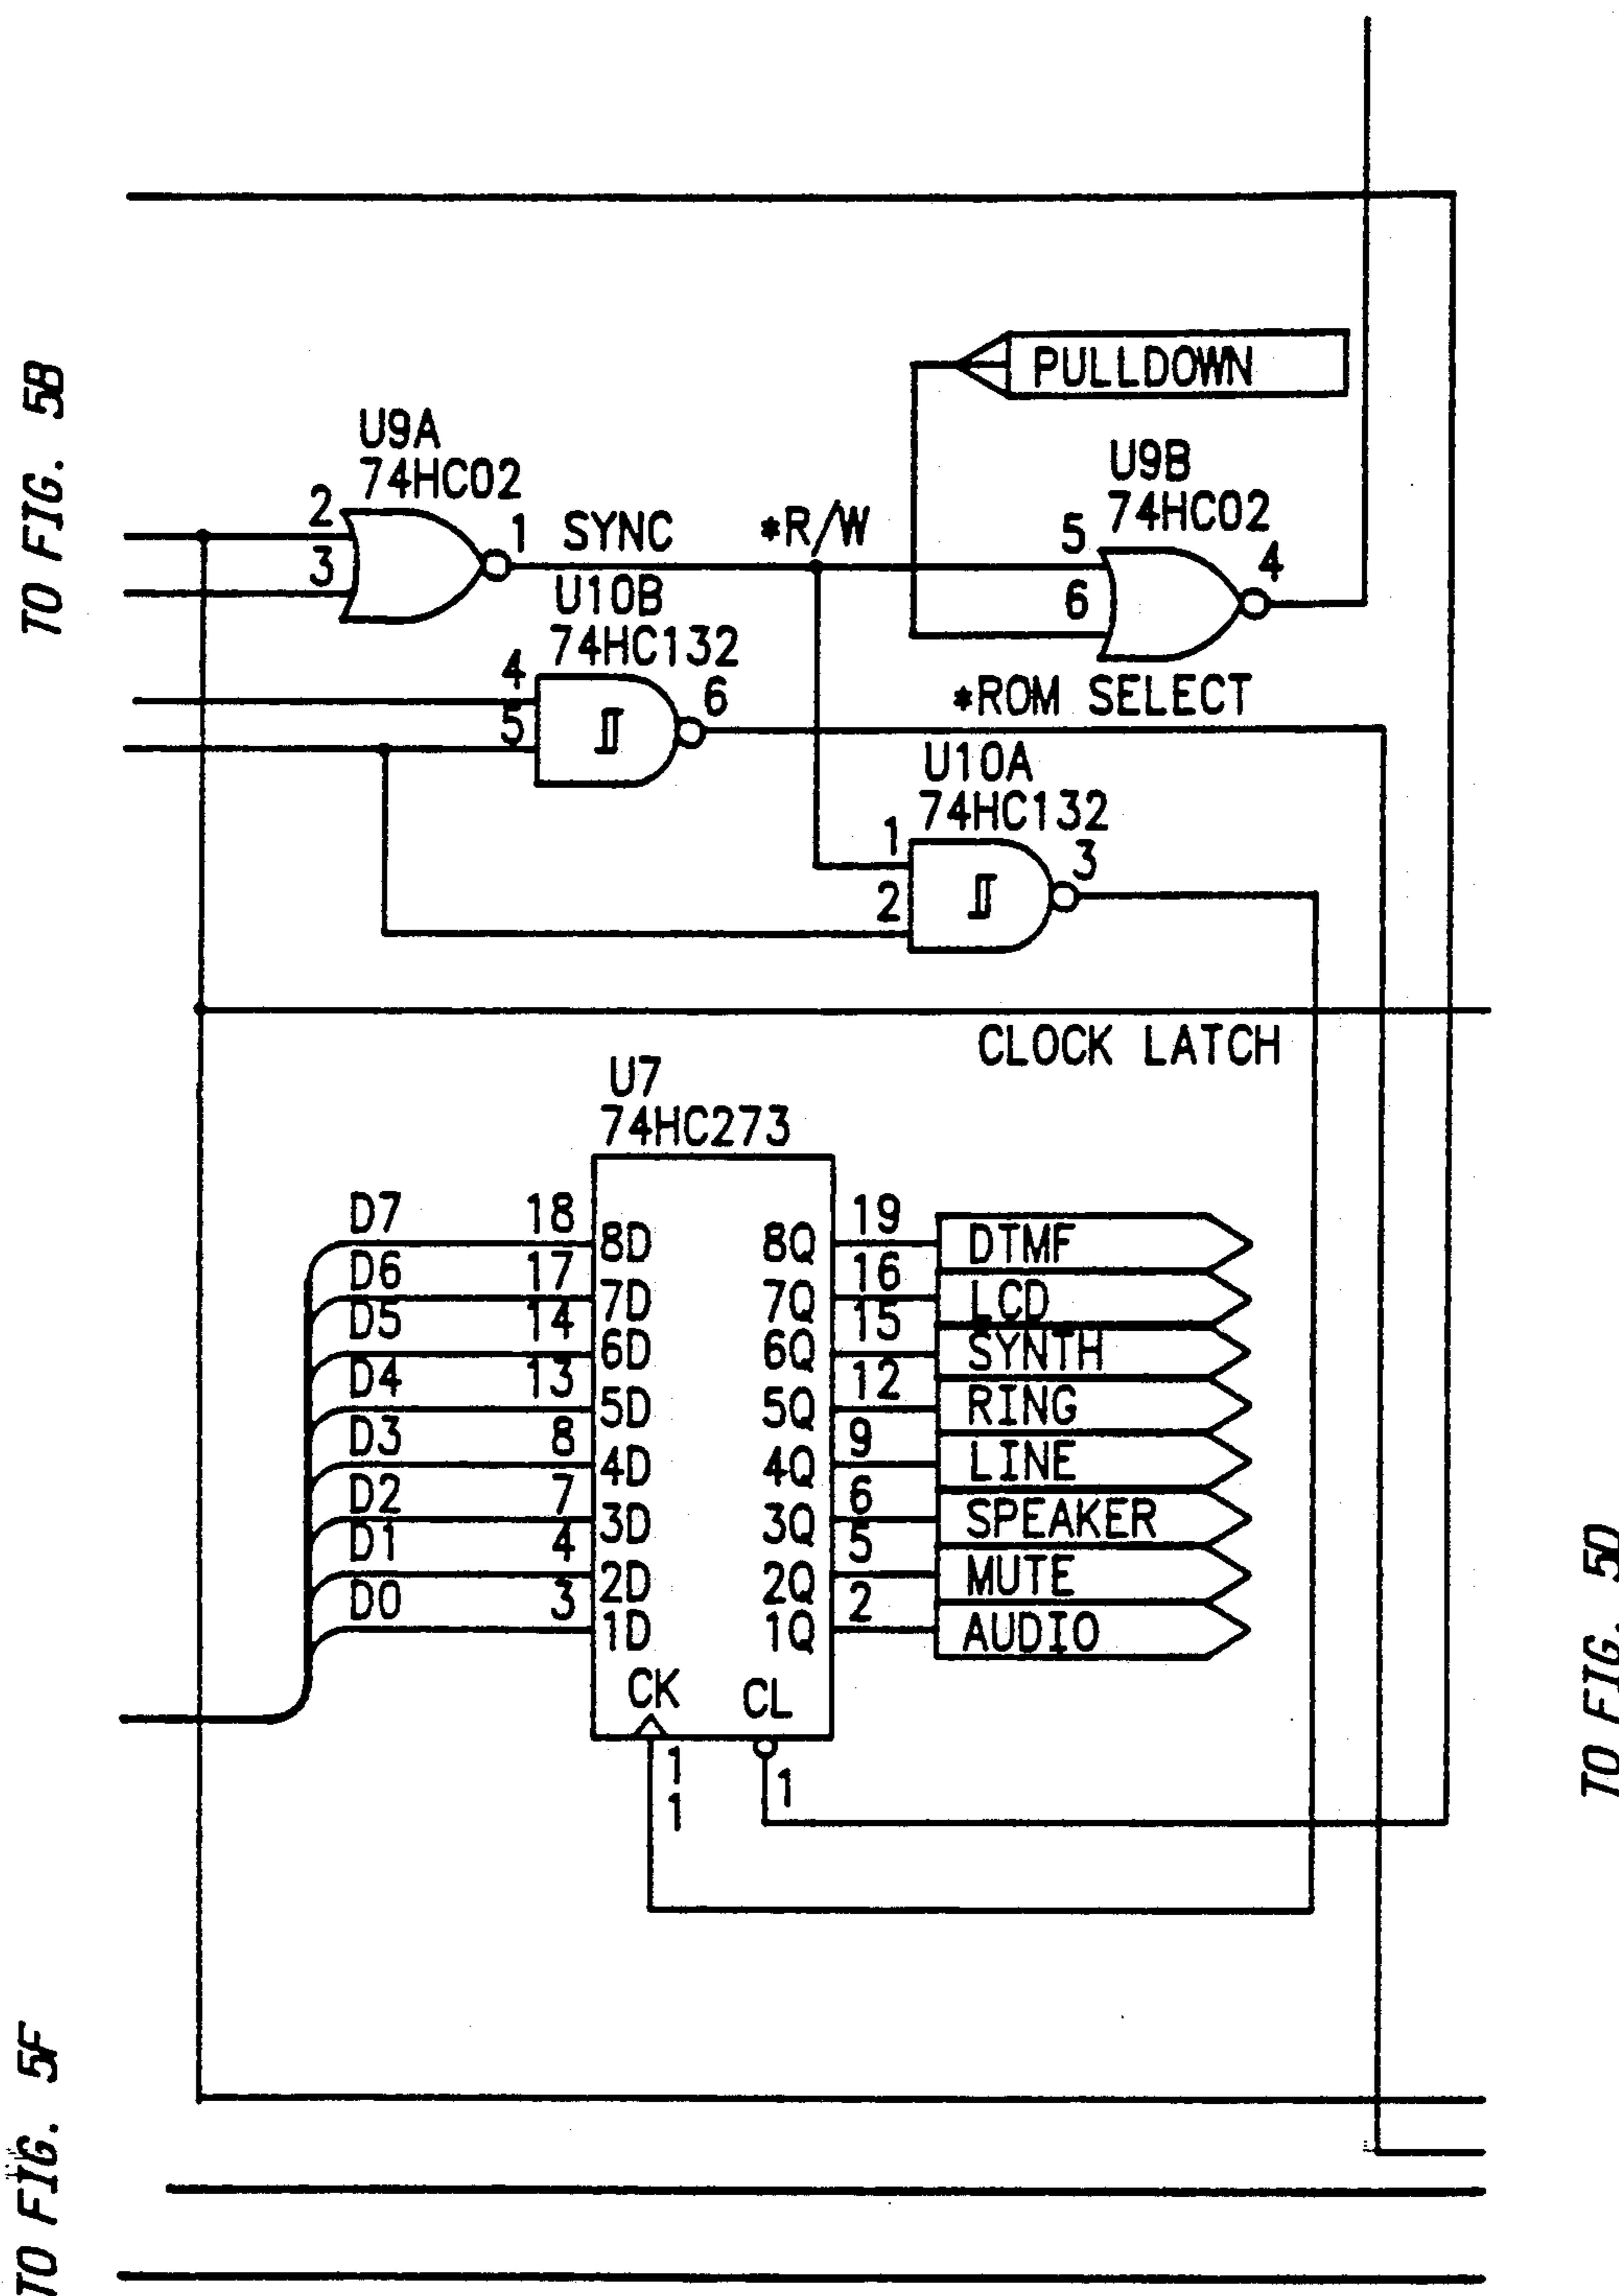 TO FIG. 5B
PULLDOWN
U9A
74HC02
2
3
1
SYNC
*R/W
U9B
74HC02
5
6
4
U10B
74HC132
4
5
6
*ROM SELECT
U10A
74HC132
1
2
3
CLOCK LATCH
U7
74HC273
D7 18 8D 8Q 19 DTMF
D6 17 7D 7Q 16 LCD
D5 14 6D 6Q 15 SYNTH
D4 13 5D 5Q 12 RING
D3 8 4D 4Q 9 LINE
D2 7 3D 3Q 6 SPEAKER
D1 4 2D 2Q 5 MUTE
D0 3 1D 1Q 2 AUDIO
CK CL
1
1
1
TO FIG. 5D
TO FIG. 5F